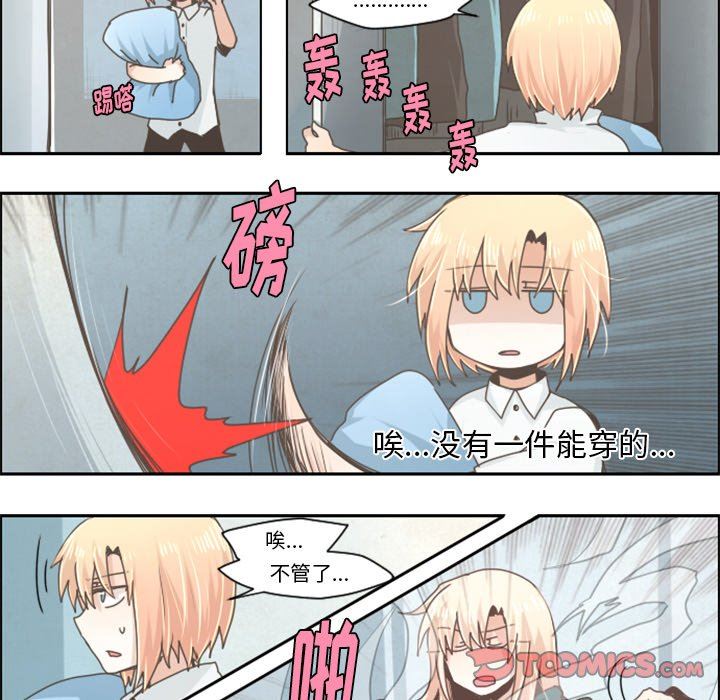 ..............
踢嗒
轰
轰
轰
轰
磅
唉...没有一件能穿的...
唉...
不管了...
啪
TOOMICS.COM